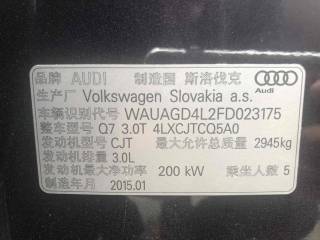 品牌 AUDI 制造国 斯洛伐克
生产厂 Volkswagen Slovakia a.s.
Audi
车辆识别代号 WAUAGD4L2FD023175
整车型号 Q7 3.0T 4LXCJTCQ5A0
发动机型号 CJT 最大允许总质量 2945kg
发动机排量 3.0L
发动机最大净功率 200 kW 乘坐人数 5
制造年月 2015.01